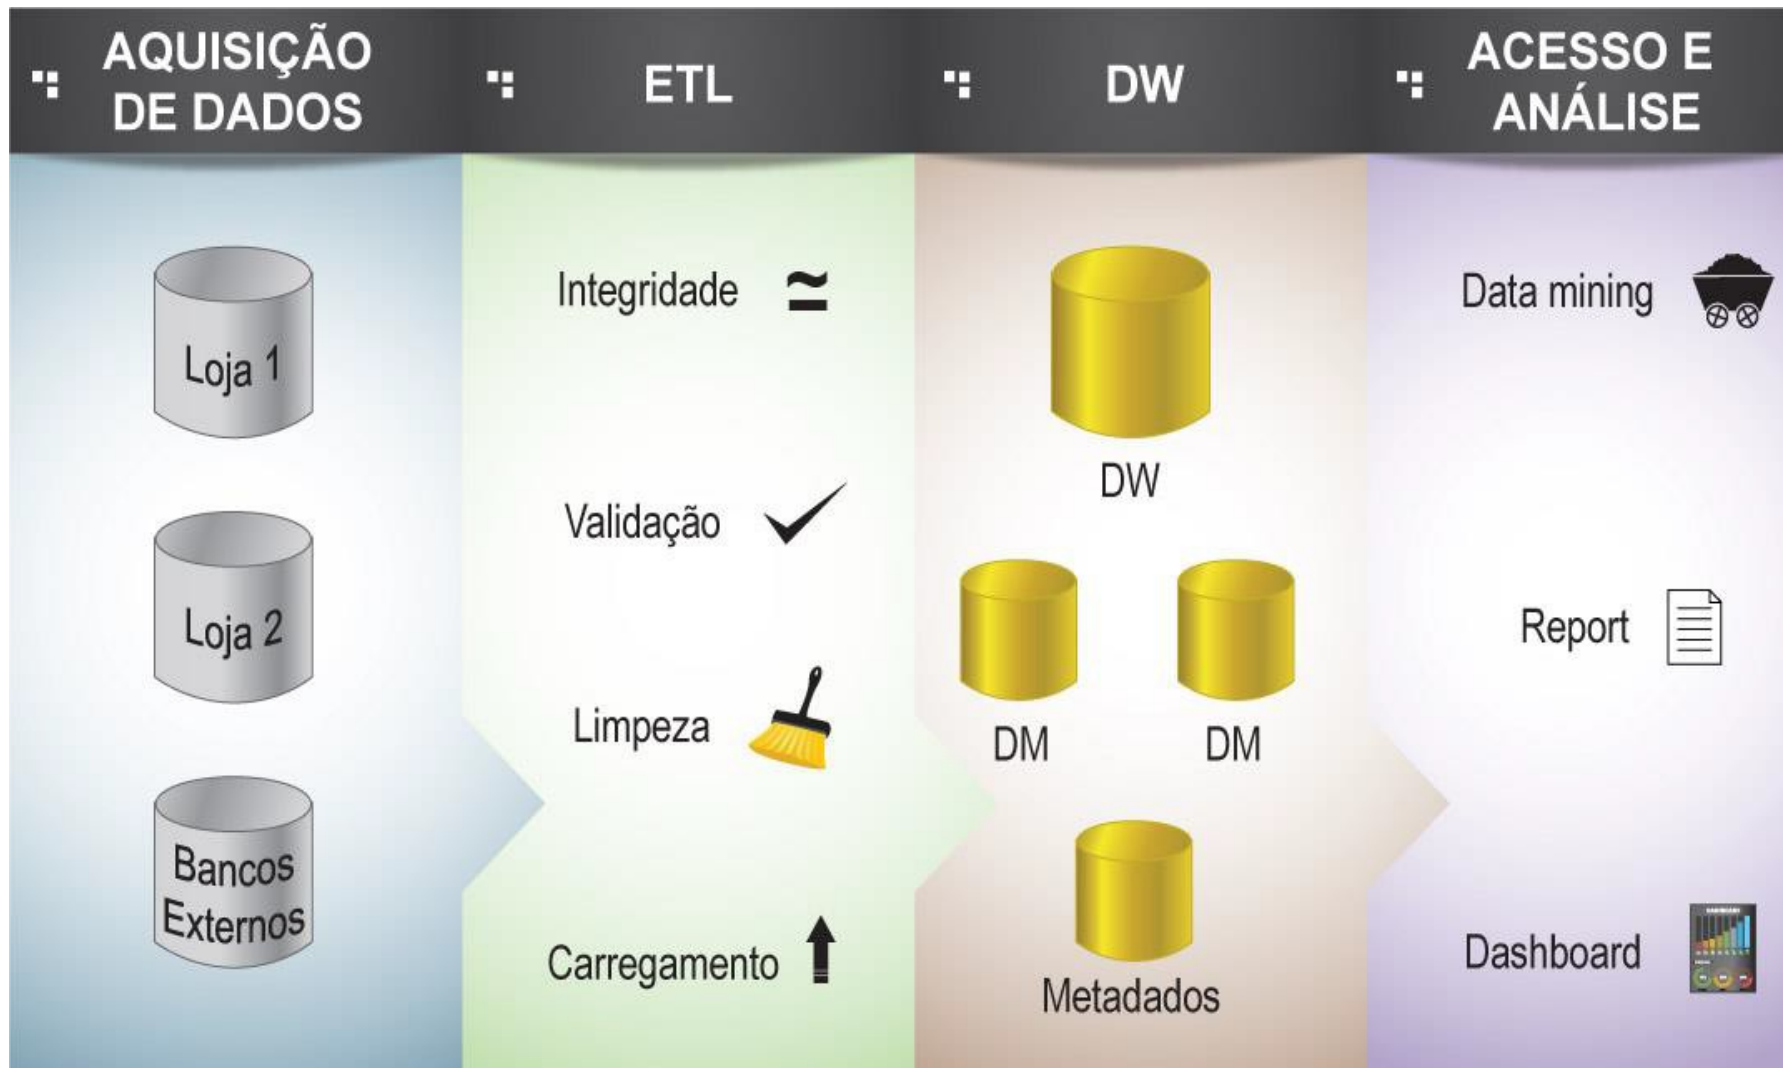 AQUISIÇÃO
DE DADOS
ETL
DW
ACESSO E
ANÁLISE
Loja 1
Loja 2
Bancos
Externos
Integridade
Validação
Limpeza
Carregamento
DW
DM
DM
Metadados
Data mining
Report
Dashboard